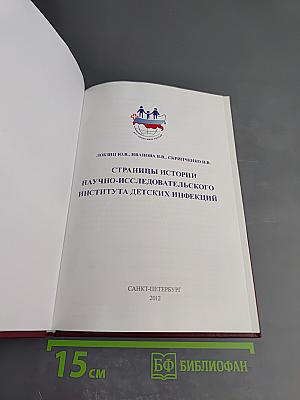 ЛОБЗИН Ю.В., ИВАНОВА В.В., СКРИПЧЕНКО Н.В.
СТРАНИЦЫ ИСТОРИИ
НАУЧНО-ИССЛЕДОВАТЕЛЬСКОГО
ИНСТИТУТА ДЕТСКИХ ИНФЕКЦИЙ
САНКТ-ПЕТЕРБУРГ
2012
15 см
БФ БИБЛИОФАН